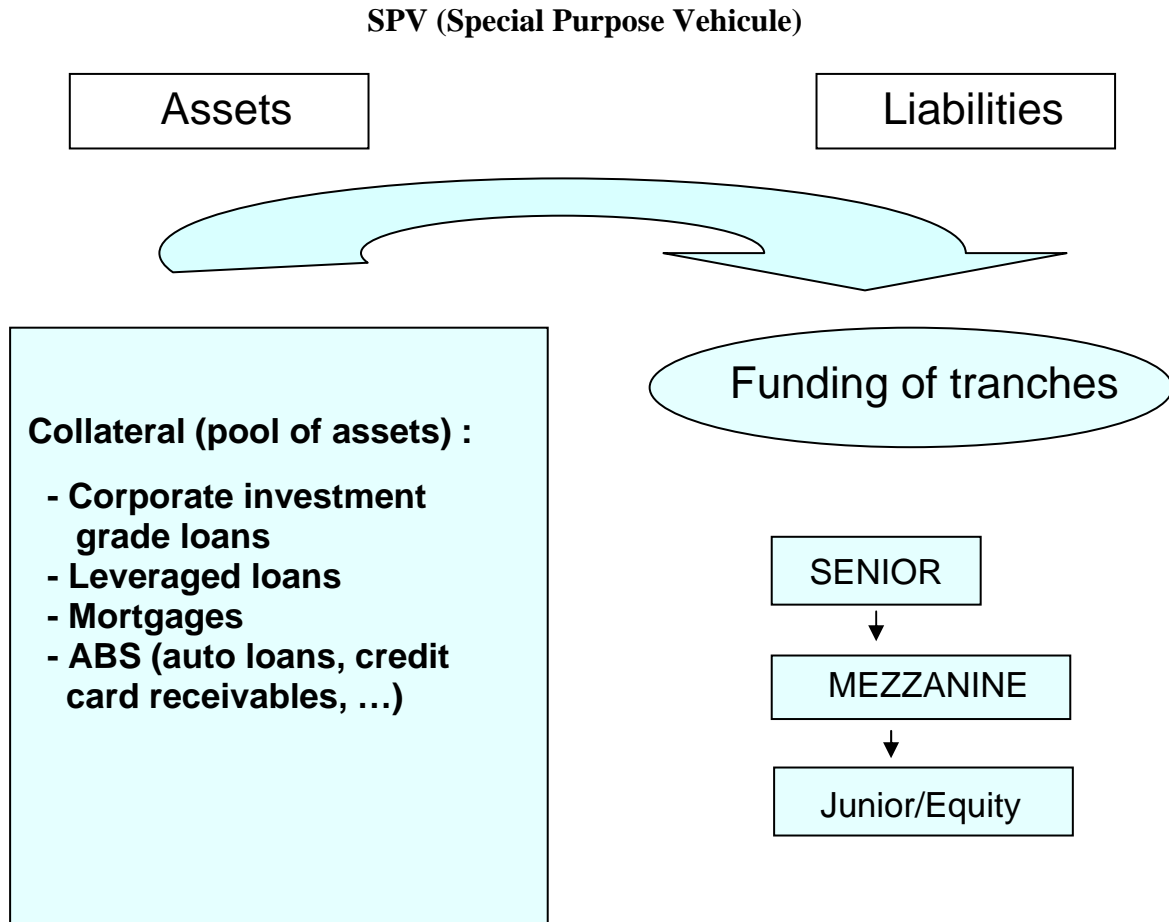 SPV (Special Purpose Vehicule)
Assets
Liabilities
Funding of tranches
Collateral (pool of assets) :
- Corporate investment
grade loans
- Leveraged loans
- Mortgages
- ABS (auto loans, credit
card receivables, …)
SENIOR
MEZZANINE
Junior/Equity